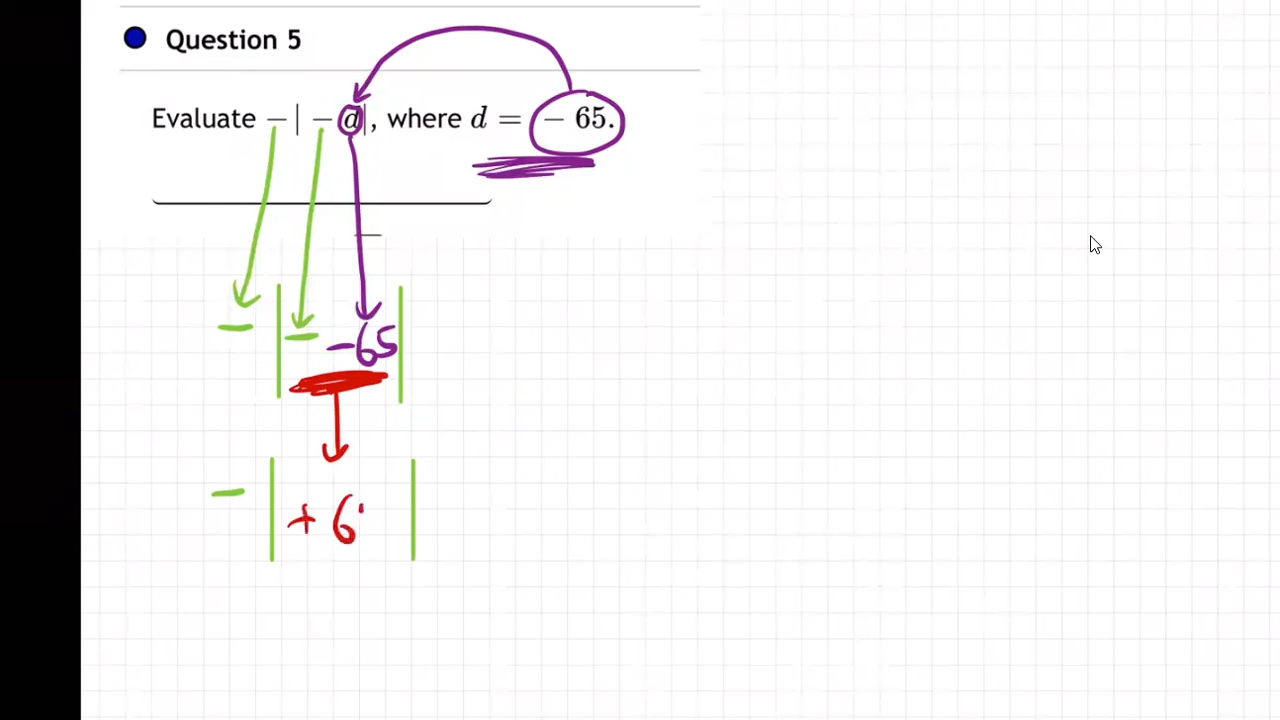 Question 5
Evaluate −| − d|, where d = − 65.
− | − −65 |
− | + 6 |